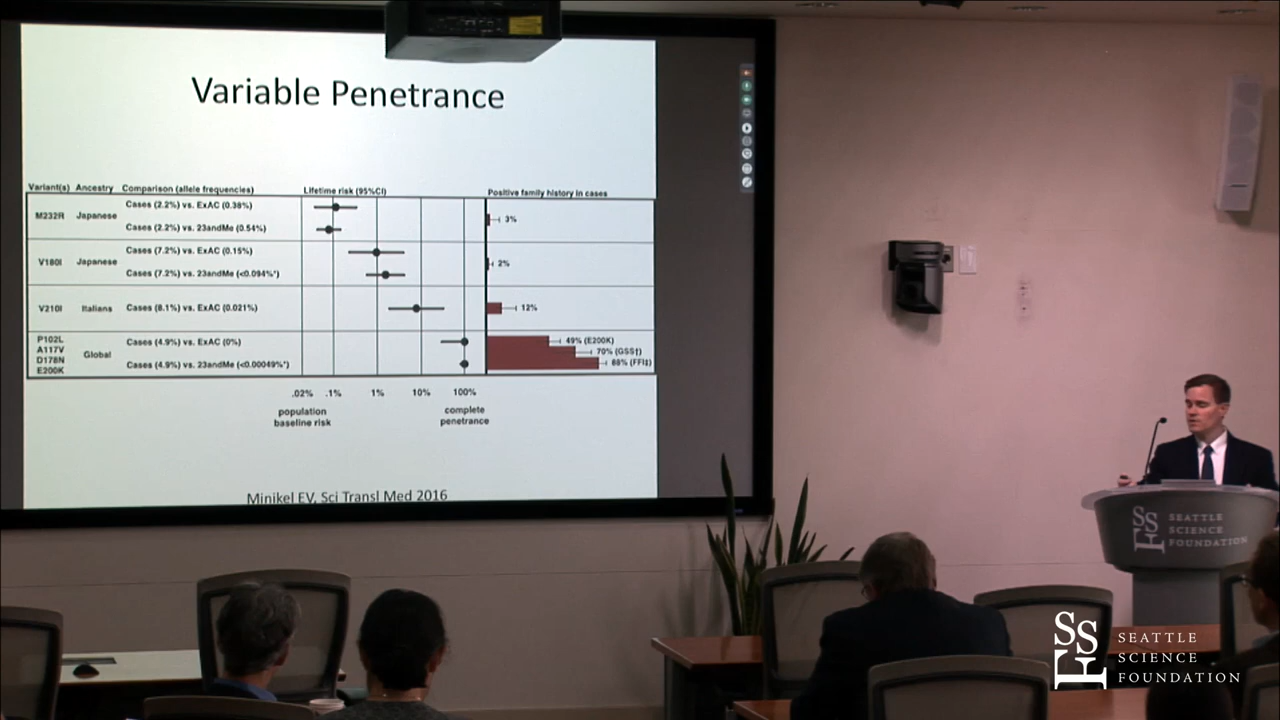 Variable Penetrance
Variant(s) Ancestry Comparison (allele frequencies) Lifetime risk (95%CI) Positive family history in cases
M232R Japanese Cases (2.2%) vs. ExAC (0.38%)
Cases (2.2%) vs. 23andMe (0.54%)
3%
V180I Japanese Cases (7.2%) vs. ExAC (0.15%)
Cases (7.2%) vs. 23andMe (<0.094%*)
2%
V210I Italians Cases (8.1%) vs. ExAC (0.021%)
12%
P102L
A117V
D178N
E200K
Global
Cases (4.9%) vs. ExAC (0%)
Cases (4.9%) vs. 23andMe (<0.00049%*)
49% (E200K)
70% (GSS†)
88% (FFI‡)
.02% .1% 1% 10% 100%
population
baseline risk
complete
penetrance
Minikel EV, Sci Transl Med 2016
SSF
SEATTLE
SCIENCE
FOUNDATION
SSF
SEATTLE
SCIENCE
FOUNDATION